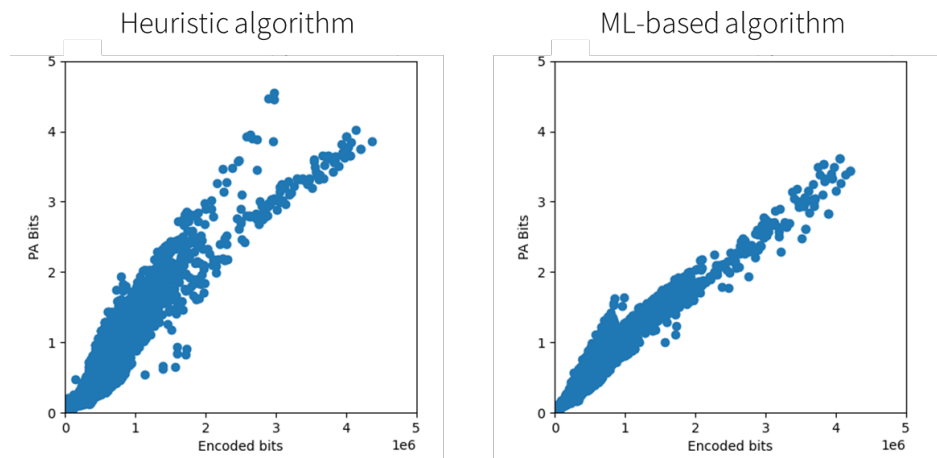 Heuristic algorithm
5
4
3
2
1
0
PA Bits
0 1 2 3 4 5
Encoded bits
1e6
ML-based algorithm
5
4
3
2
1
0
PA Bits
0 1 2 3 4 5
Encoded bits
1e6